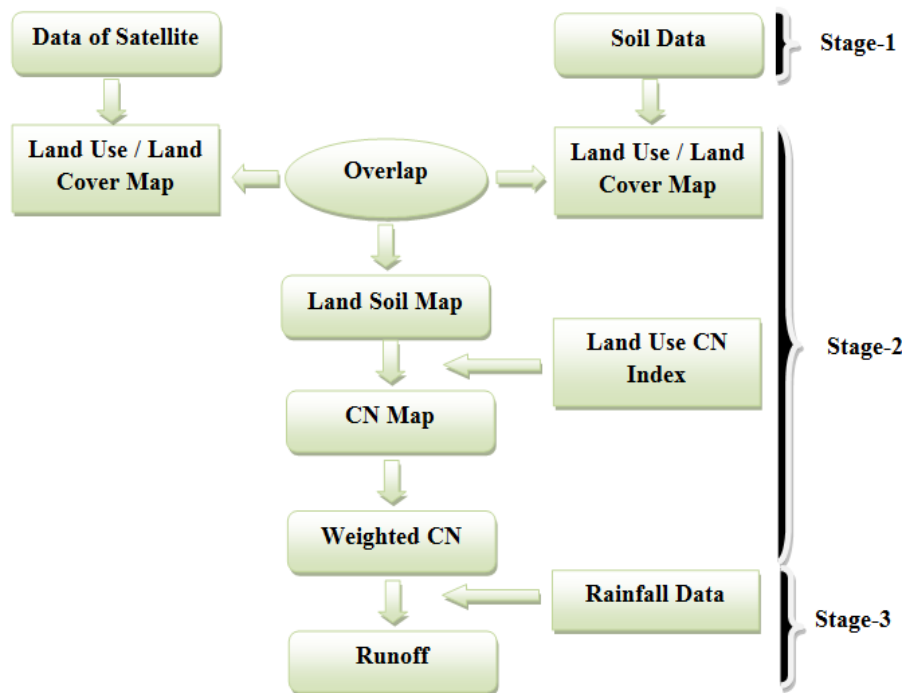 Data of Satellite
Soil Data
Stage-1
Land Use / Land
Cover Map
Overlap
Land Use / Land
Cover Map
Land Soil Map
Land Use CN
Index
Stage-2
CN Map
Weighted CN
Rainfall Data
Stage-3
Runoff